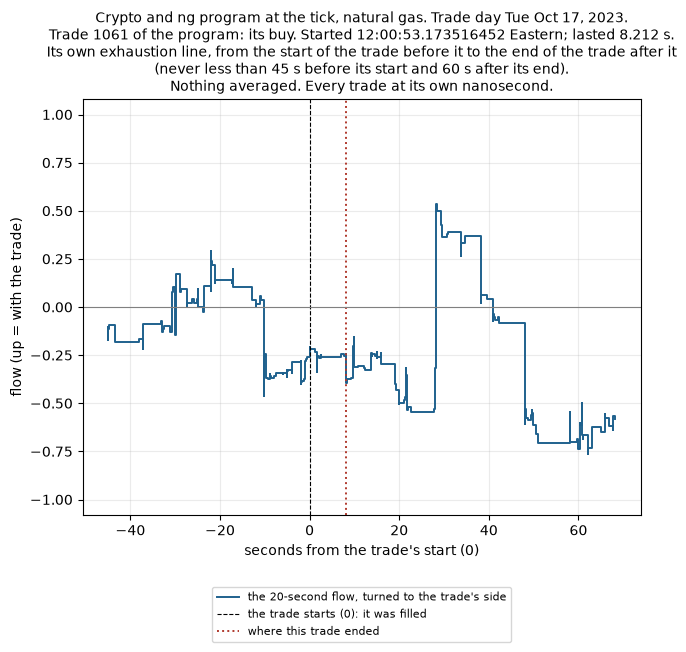 Crypto and ng program at the tick, natural gas. Trade day Tue Oct 17, 2023.
Trade 1061 of the program: its buy. Started 12:00:53.173516452 Eastern; lasted 8.212 s.
Its own exhaustion line, from the start of the trade before it to the end of the trade after it
(never less than 45 s before its start and 60 s after its end).
Nothing averaged. Every trade at its own nanosecond.
1.00
0.75
0.50
0.25
0.00
−0.25
−0.50
−0.75
−1.00
flow (up = with the trade)
−40
−20
0
20
40
60
seconds from the trade's start (0)
the 20-second flow, turned to the trade's side
the trade starts (0): it was filled
where this trade ended